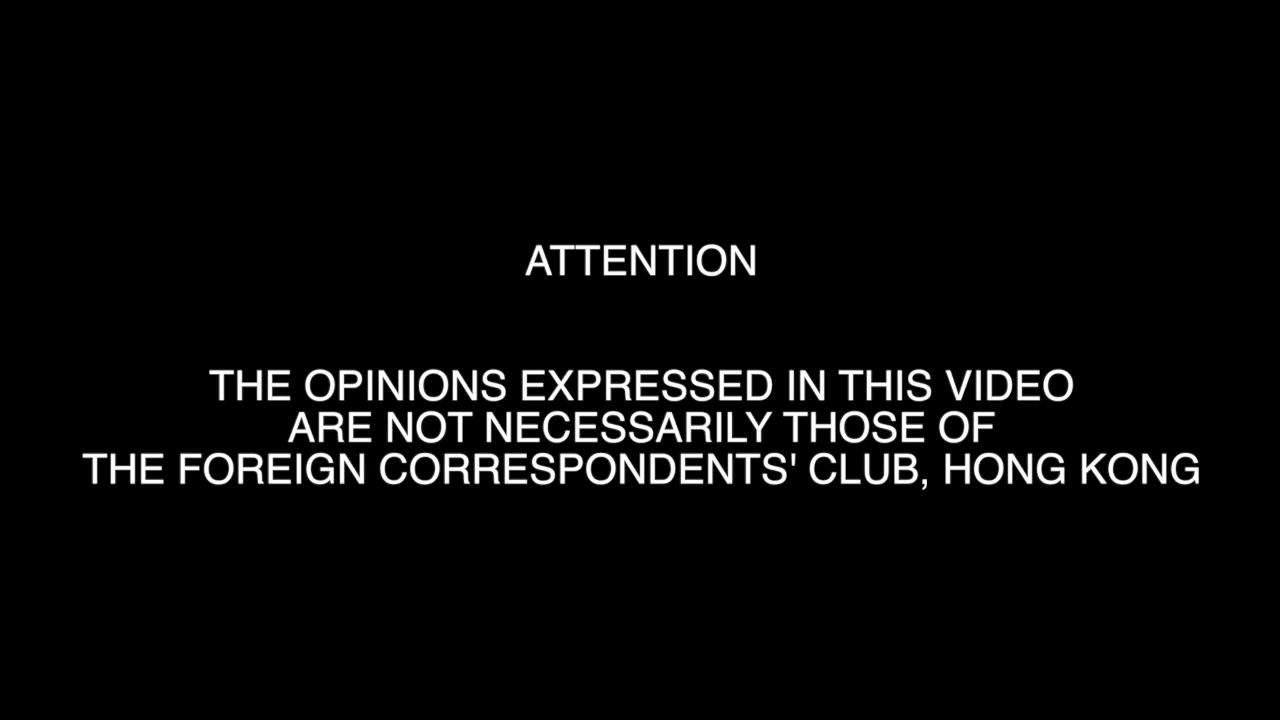 ATTENTION
THE OPINIONS EXPRESSED IN THIS VIDEO
ARE NOT NECESSARILY THOSE OF
THE FOREIGN CORRESPONDENTS' CLUB, HONG KONG